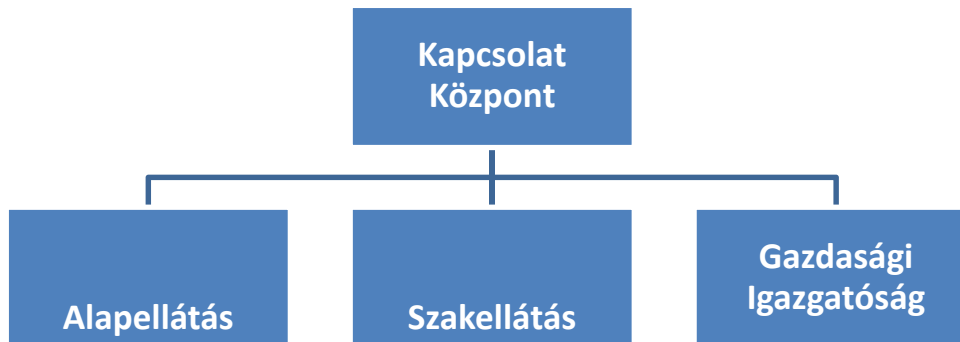 Kapcsolat
Központ
Alapellátás
Szakellátás
Gazdasági
Igazgatóság